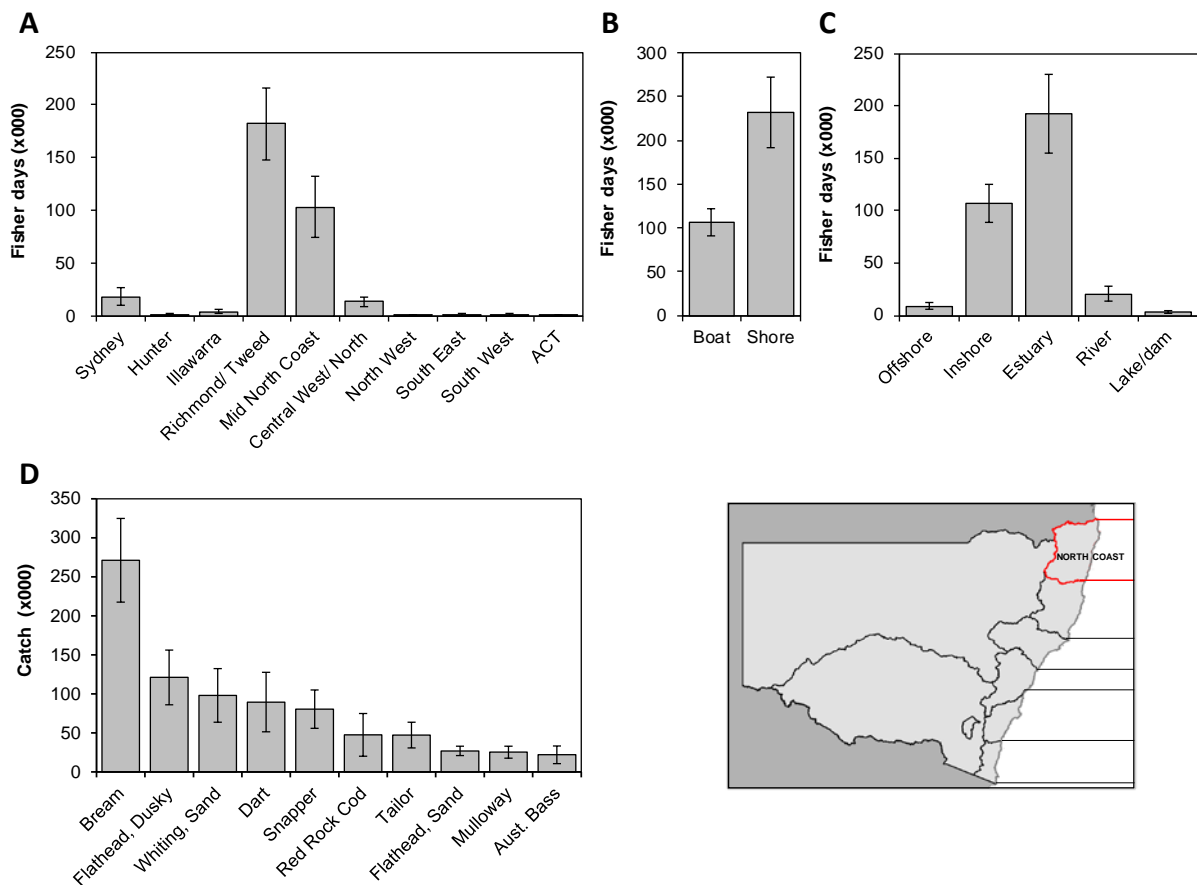 A
Fisher days (x000)
250
200
150
100
50
0
Sydney
Hunter
Illawarra
Richmond/ Tweed
Mid North Coast
Central West/ North
North West
South East
South West
ACT
B
Fisher days (x000)
300
250
200
150
100
50
0
Boat
Shore
C
Fisher days (x000)
250
200
150
100
50
0
Offshore
Inshore
Estuary
River
Lake/dam
D
Catch (x000)
350
300
250
200
150
100
50
0
Bream
Flathead, Dusky
Whiting, Sand
Dart
Snapper
Red Rock Cod
Tailor
Flathead, Sand
Mulloway
Aust. Bass
NORTH COAST